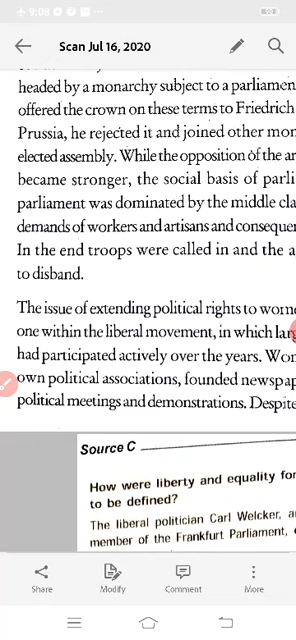 9:08
Scan Jul 16, 2020
headed by a monarchy subject to a parliamen
offered the crown on these terms to Friedrich
Prussia, he rejected it and joined other mon
elected assembly. While the opposition of the ar
became stronger, the social basis of parli
parliament was dominated by the middle cla
demands of workers and artisans and consequen
In the end troops were called in and the a
to disband.
The issue of extending political rights to wome
one within the liberal movement, in which larg
had participated actively over the years. Wom
own political associations, founded newspap
political meetings and demonstrations. Despite
Source C
How were liberty and equality for
to be defined?
The liberal politician Carl Welcker, a
member of the Frankfurt Parliament,
Share
Modify
Comment
More